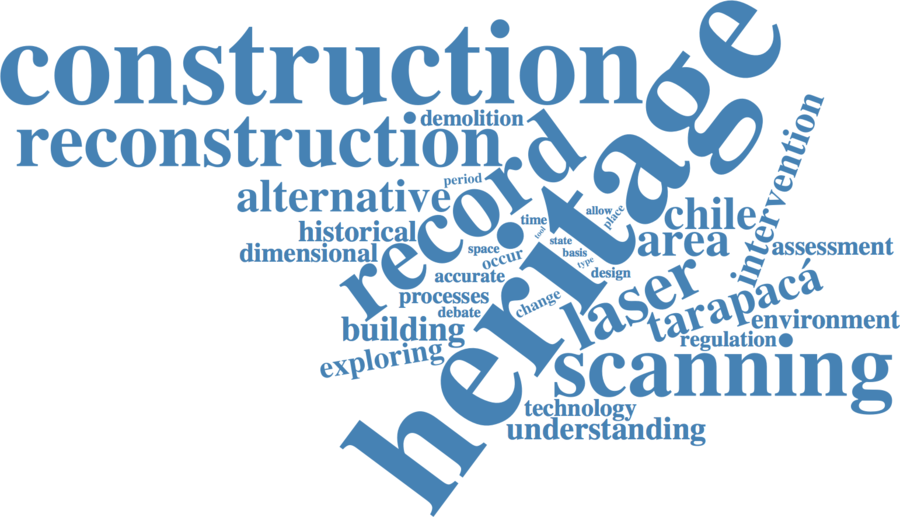 construction
heritage
demolition
reconstruction
intervention
record
period
alternative
allow
place
chile
time
historical
tool
state
area
assessment
space
dimensional
basis
occur
type
accurate
design
laser
tarapacá
processes
change
debate
environment
building
regulation
exploring
scanning
technology
understanding